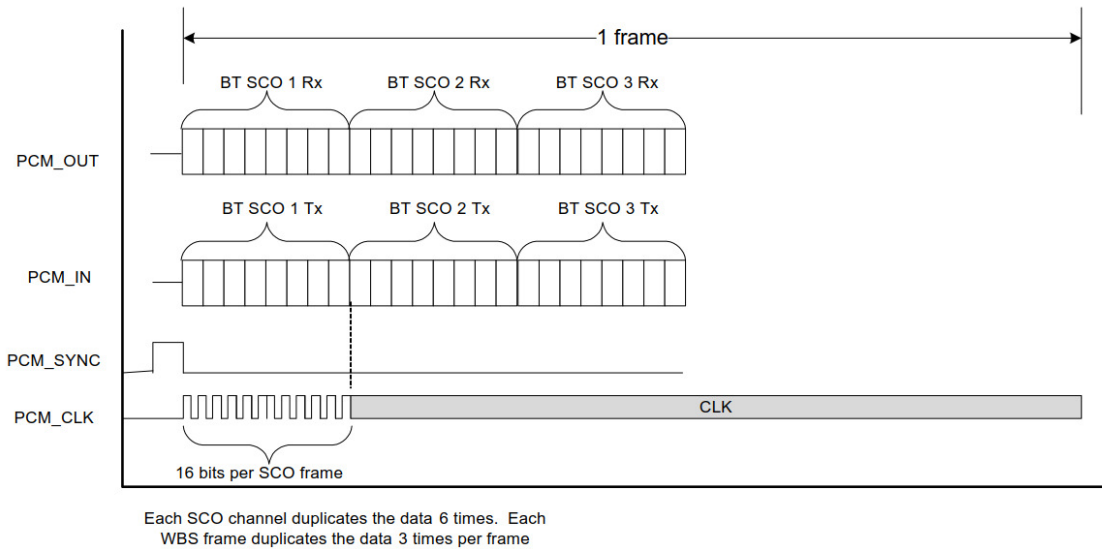 1 frame
BT SCO 1 Rx
BT SCO 2 Rx
BT SCO 3 Rx
PCM_OUT
BT SCO 1 Tx
BT SCO 2 Tx
BT SCO 3 Tx
PCM_IN
PCM_SYNC
PCM_CLK
CLK
16 bits per SCO frame
Each SCO channel duplicates the data 6 times. Each
WBS frame duplicates the data 3 times per frame